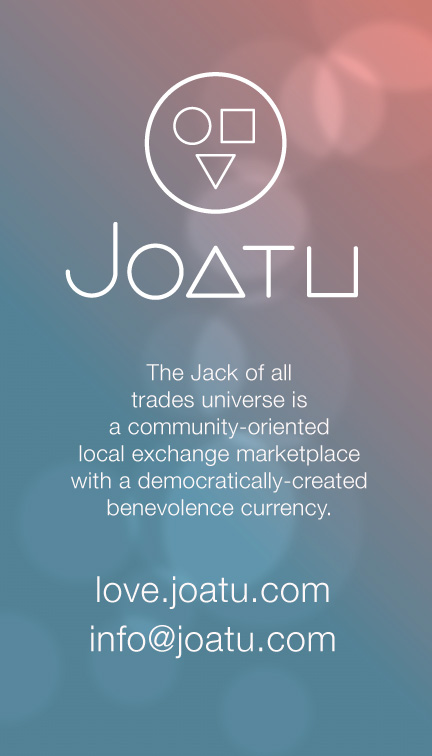 JOATU
The Jack of all
trades universe is
a community-oriented
local exchange marketplace
with a democratically-created
benevolence currency.
love.joatu.com
info@joatu.com